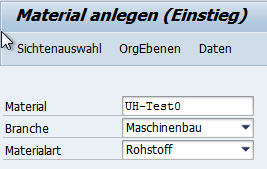 Material anlegen (Einstieg)
Sichtenauswahl OrgEbenen Daten
Material UH-Test0
Branche Maschinenbau
Materialart Rohstoff